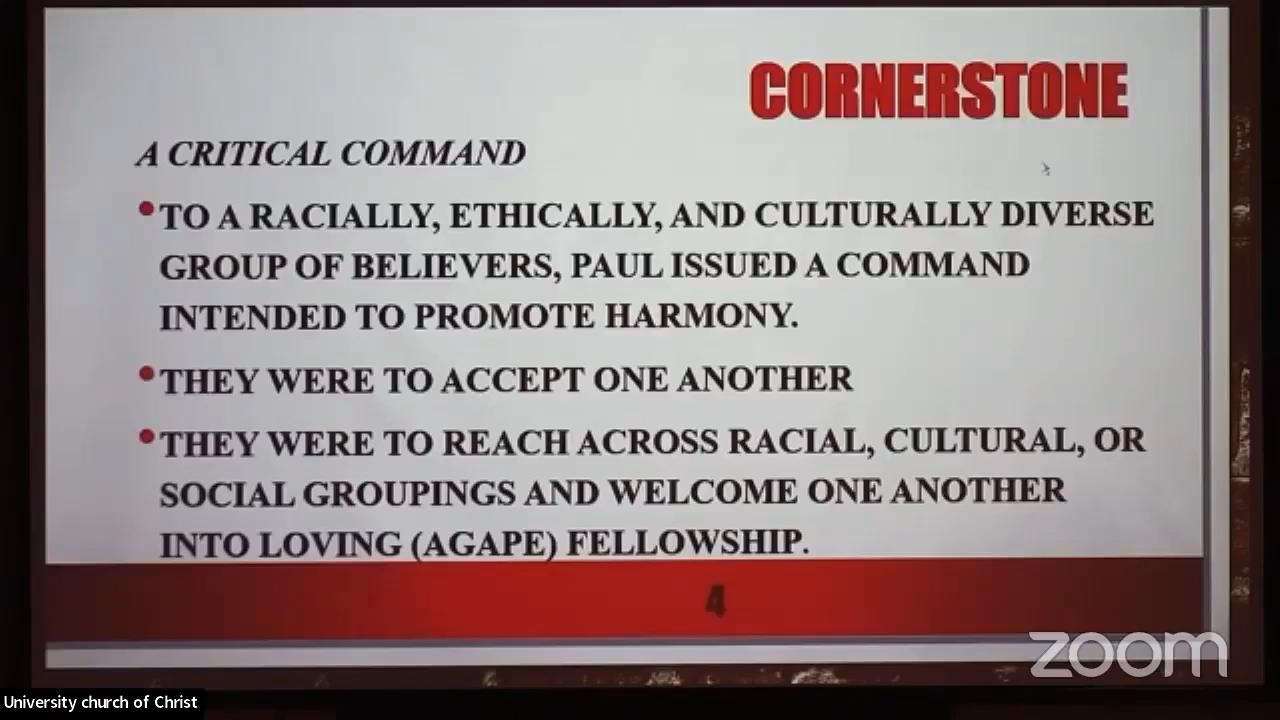 CORNERSTONE
A CRITICAL COMMAND
•TO A RACIALLY, ETHICALLY, AND CULTURALLY DIVERSE
GROUP OF BELIEVERS, PAUL ISSUED A COMMAND
INTENDED TO PROMOTE HARMONY.
•THEY WERE TO ACCEPT ONE ANOTHER
•THEY WERE TO REACH ACROSS RACIAL, CULTURAL, OR
SOCIAL GROUPINGS AND WELCOME ONE ANOTHER
INTO LOVING (AGAPE) FELLOWSHIP.
4
zoom
University church of Christ